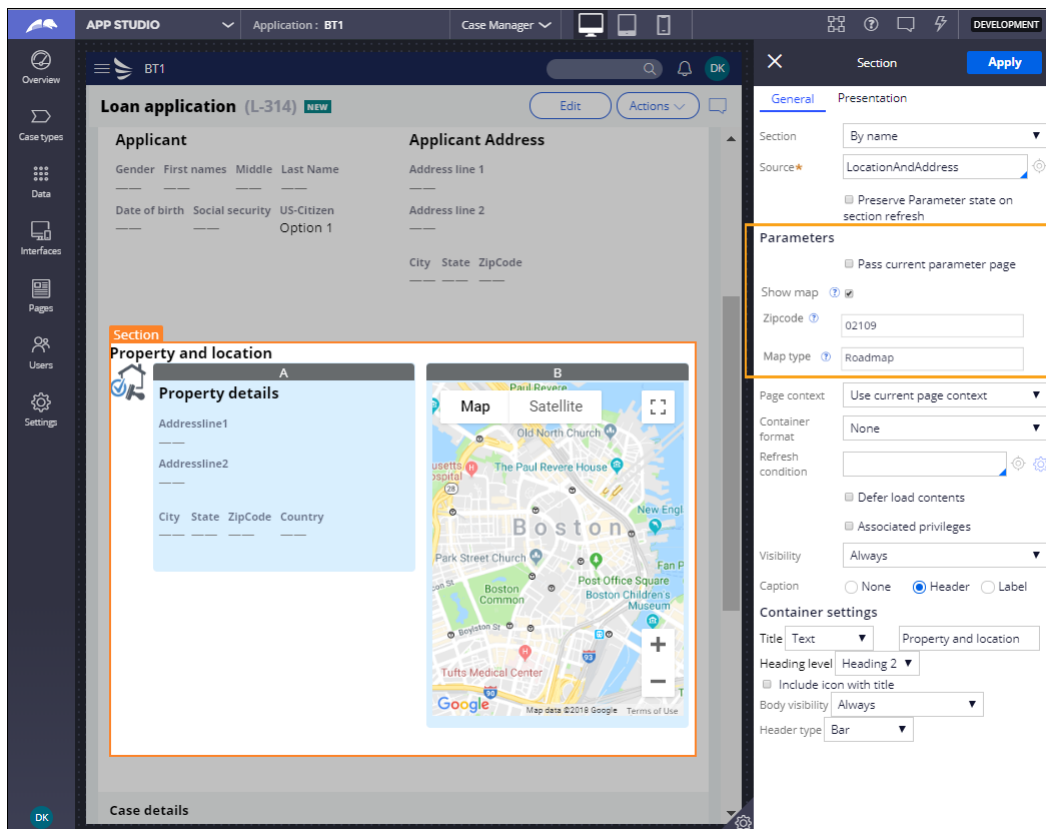 APP STUDIO
Application : BT1
Case Manager
DEVELOPMENT
Overview
Case types
Data
Interfaces
Pages
Users
Settings
DK
BT1
DK
Loan application (L-314) NEW
Edit
Actions
Applicant
Gender First names Middle Last Name
Date of birth Social security US-Citizen
Option 1
Applicant Address
Address line 1
Address line 2
City State ZipCode
Section
Property and location
A
Property details
Addressline1
Addressline2
City State ZipCode Country
B
Paul Revere
Map Satellite
Old North Church
usetts
ospital
The Paul Revere House
28
New Engl
Boston
Park Street Church
Fan P
Post Office Square
Boston
Common
Boston Children's
Museum
Boylston St
93
Tufts Medical Center
90
Google
Map data ©2018 Google Terms of Use
Case details
Section
Apply
General Presentation
Section By name
Source* LocationAndAddress
Preserve Parameter state on
section refresh
Parameters
Pass current parameter page
Show map
Zipcode 02109
Map type Roadmap
Page context Use current page context
Container
format
None
Refresh
condition
Defer load contents
Associated privileges
Visibility Always
Caption None Header Label
Container settings
Title Text Property and location
Heading level Heading 2
Include icon with title
Body visibility Always
Header type Bar